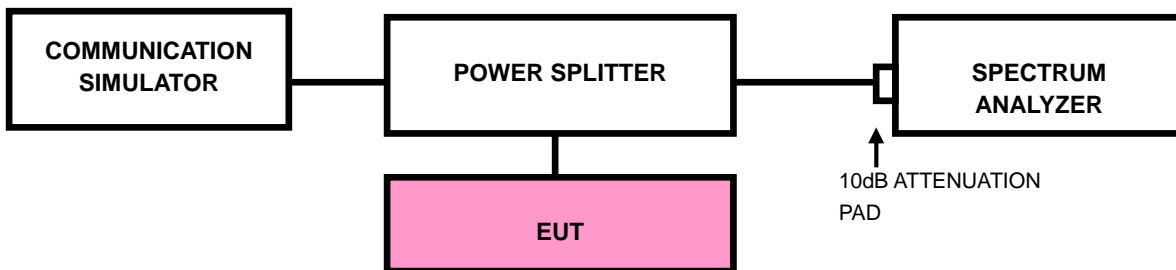 COMMUNICATION
SIMULATOR
POWER SPLITTER
SPECTRUM
ANALYZER
10dB ATTENUATION
PAD
EUT